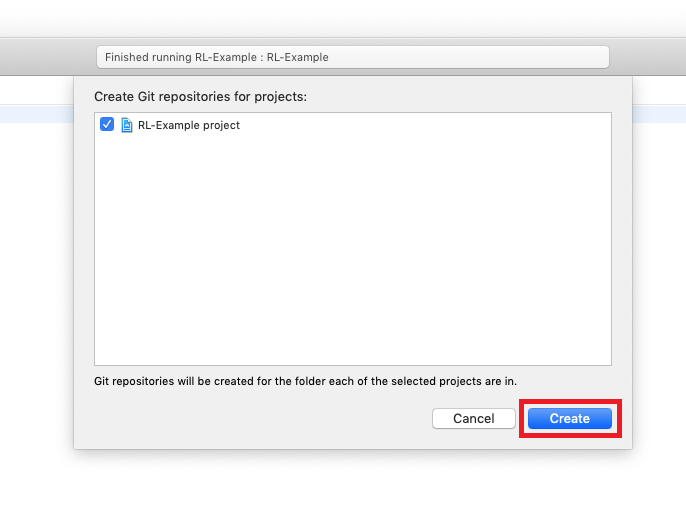 Finished running RL-Example : RL-Example
Create Git repositories for projects:
RL-Example project
Git repositories will be created for the folder each of the selected projects are in.
Cancel
Create